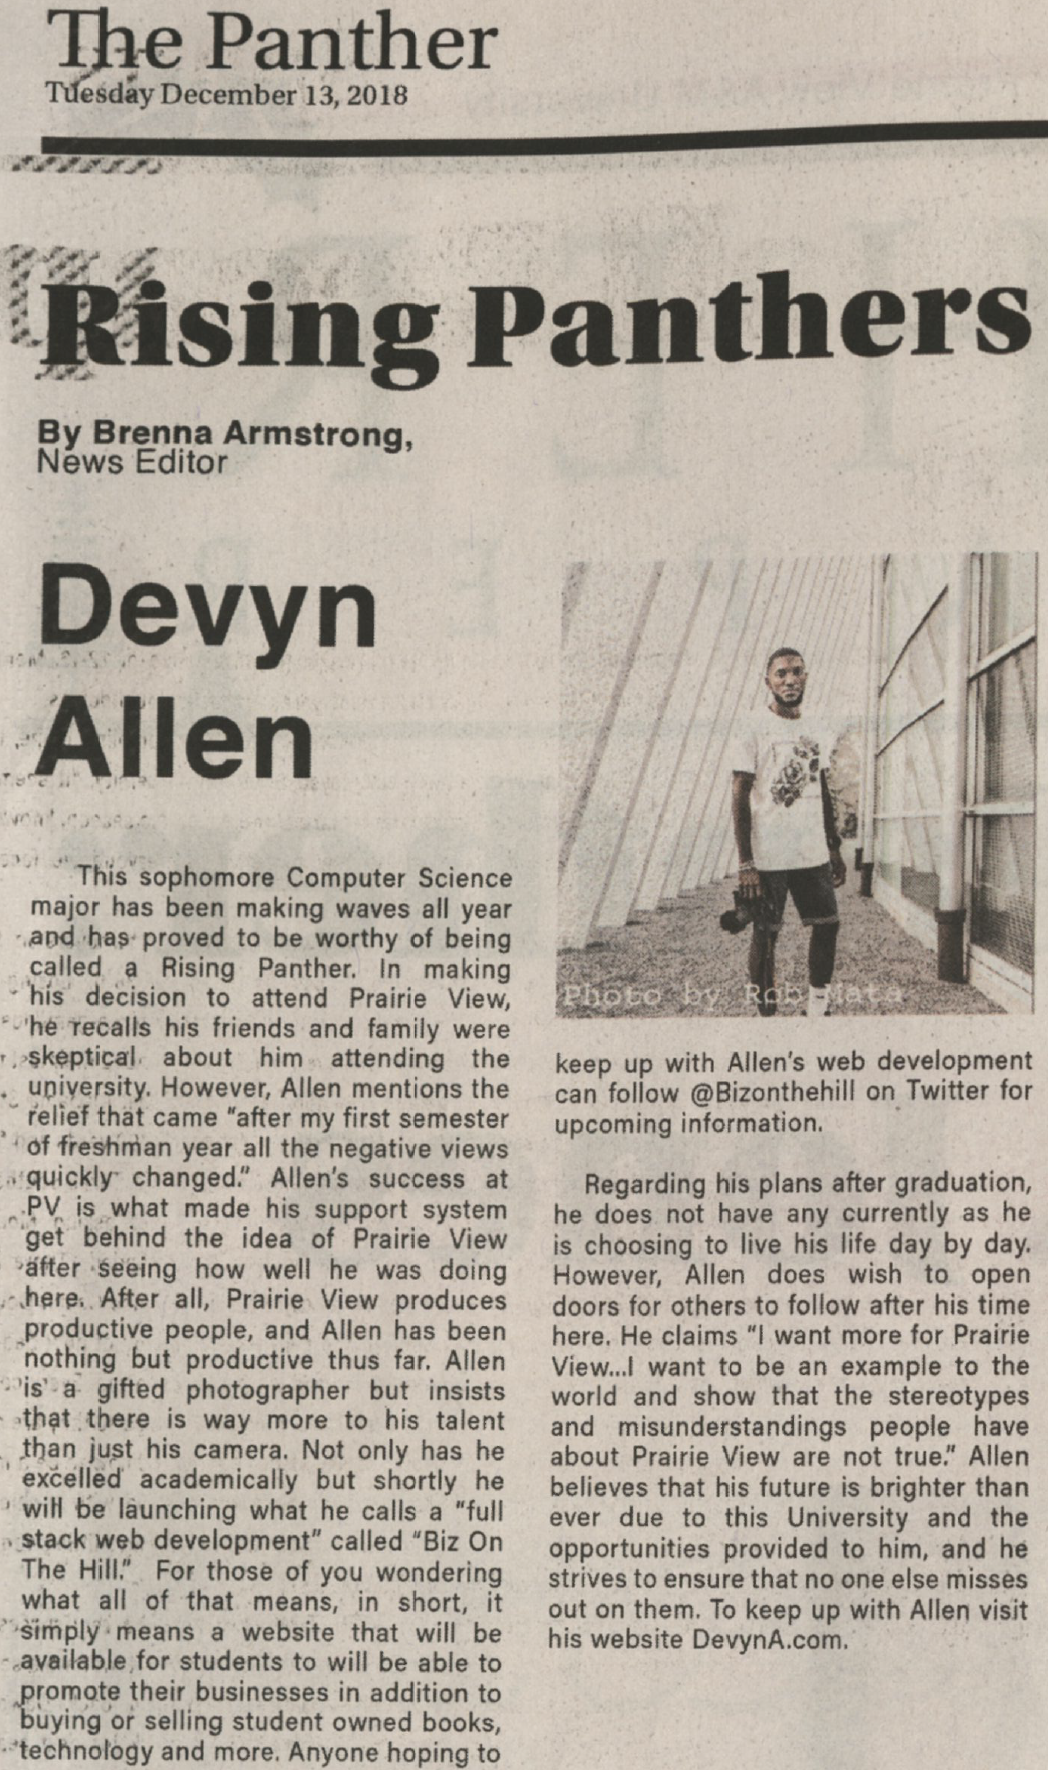 The Panther
Tuesday December 13, 2018
Rising Panthers
By Brenna Armstrong,
News Editor
Devyn
Allen
This sophomore Computer Science
major has been making waves all year
and has proved to be worthy of being
called a Rising Panther. In making
his decision to attend Prairie View,
he recalls his friends and family were
skeptical about him attending the
university. However, Allen mentions the
relief that came "after my first semester
of freshman year all the negative views
quickly changed." Allen's success at
PV is what made his support system
get behind the idea of Prairie View
after seeing how well he was doing
here. After all, Prairie View produces
productive people, and Allen has been
nothing but productive thus far. Allen
is a gifted photographer but insists
that there is way more to his talent
than just his camera. Not only has he
excelled academically but shortly he
will be launching what he calls a "full
stack web development" called "Biz On
The Hill." For those of you wondering
what all of that means, in short, it
simply means a website that will be
available for students to will be able to
promote their businesses in addition to
buying or selling student owned books,
technology and more. Anyone hoping to
Photo by Rob Mata
keep up with Allen's web development
can follow @Bizonthehill on Twitter for
upcoming information.
Regarding his plans after graduation,
he does not have any currently as he
is choosing to live his life day by day.
However, Allen does wish to open
doors for others to follow after his time
here. He claims "I want more for Prairie
View...I want to be an example to the
world and show that the stereotypes
and misunderstandings people have
about Prairie View are not true." Allen
believes that his future is brighter than
ever due to this University and the
opportunities provided to him, and he
strives to ensure that no one else misses
out on them. To keep up with Allen visit
his website DevynA.com.